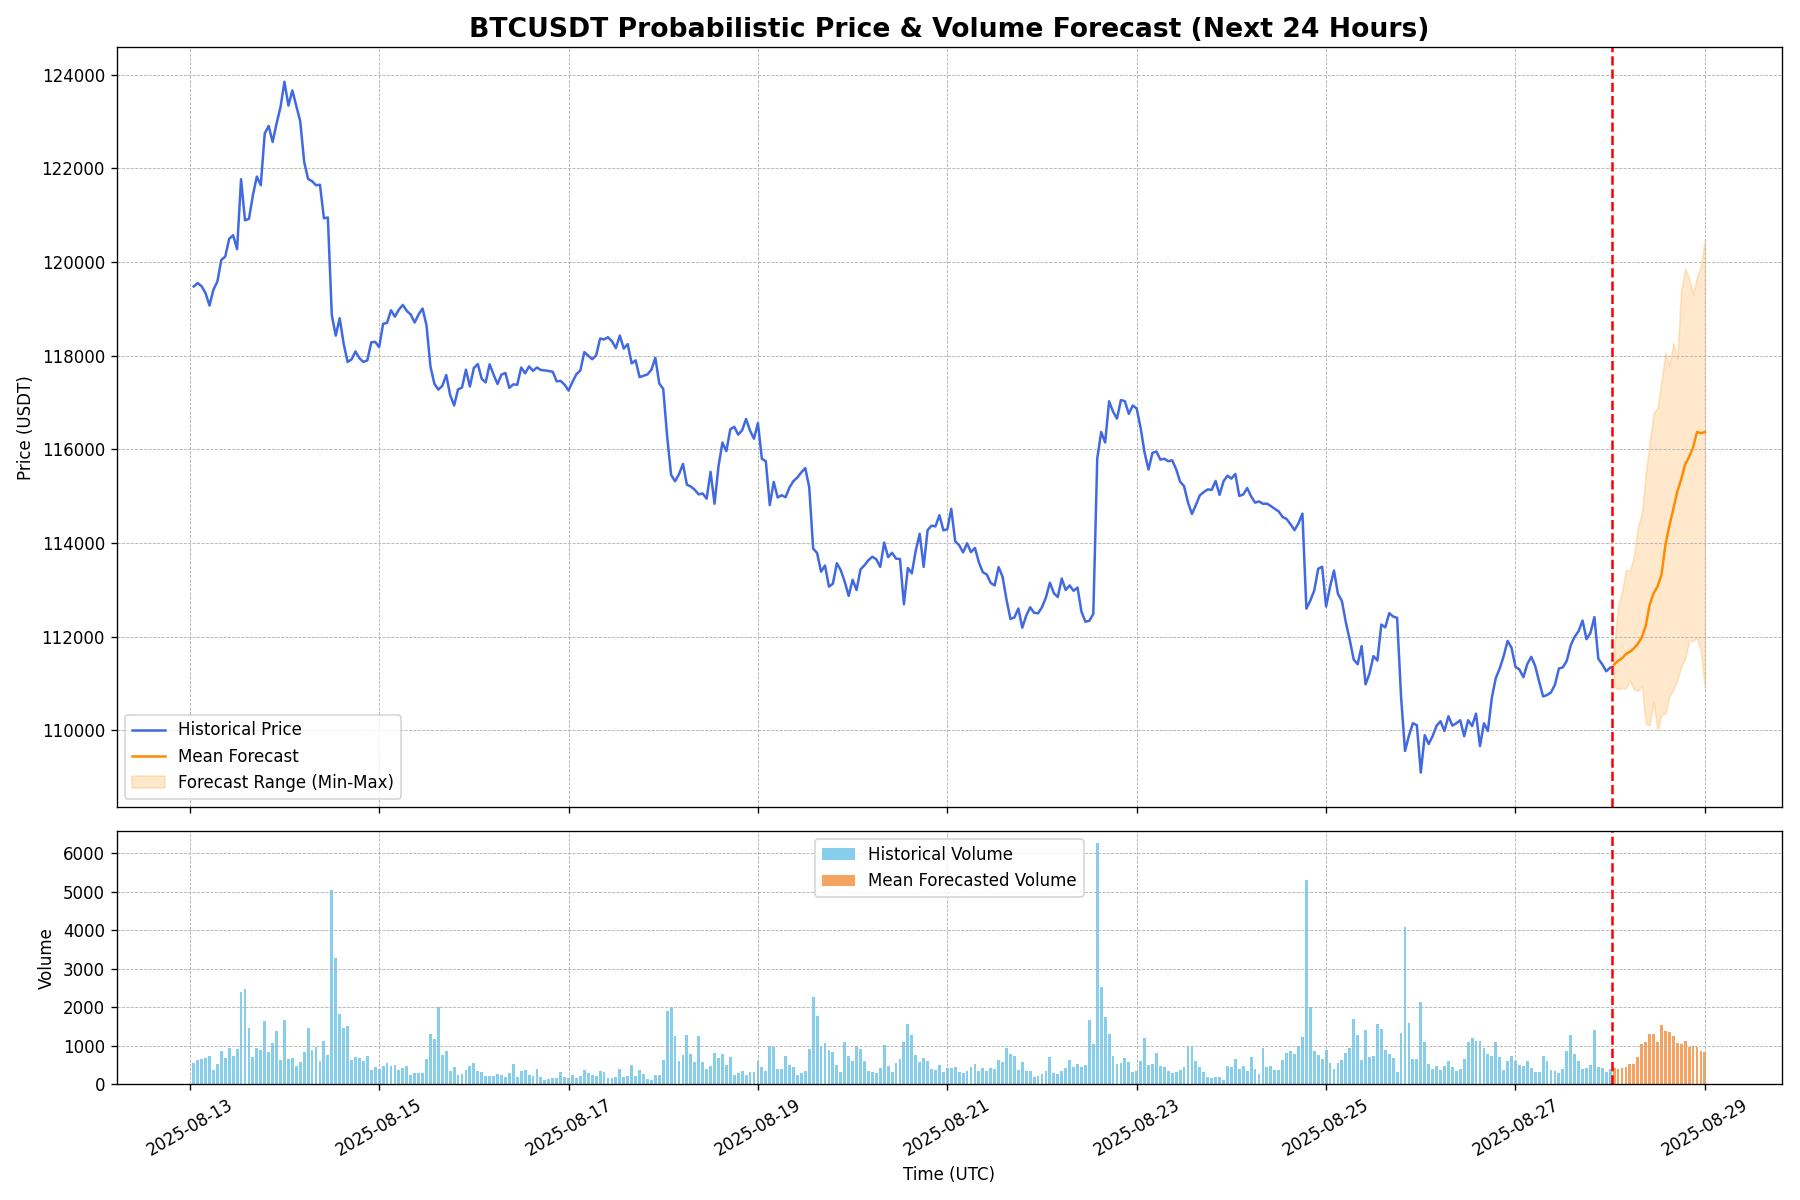 BTCUSDT Probabilistic Price & Volume Forecast (Next 24 Hours)
124000
122000
120000
118000
116000
114000
112000
110000
Price (USDT)
Historical Price
Mean Forecast
Forecast Range (Min-Max)
6000
5000
4000
3000
2000
1000
0
Volume
Historical Volume
Mean Forecasted Volume
2025-08-13
2025-08-15
2025-08-17
2025-08-19
2025-08-21
2025-08-23
2025-08-25
2025-08-27
2025-08-29
Time (UTC)